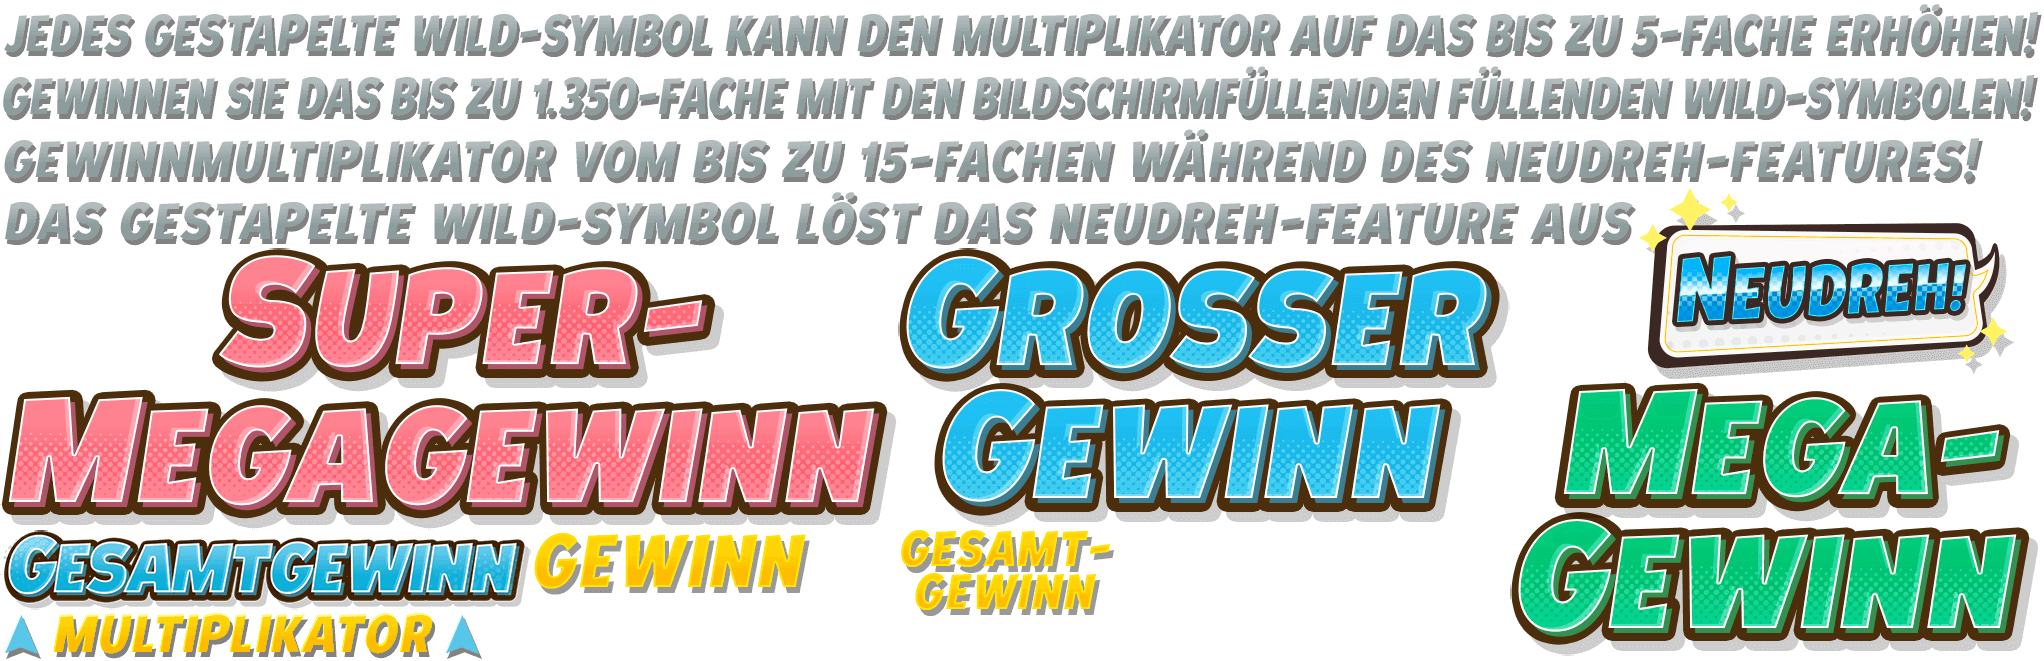 JEDES GESTAPELTE WILD-SYMBOL KANN DEN MULTIPLIKATOR AUF DAS BIS ZU 5-FACHE ERHÖHEN!
GEWINNEN SIE DAS BIS ZU 1.350-FACHE MIT DEN BILDSCHIRMFÜLLENDEN FÜLLENDEN WILD-SYMBOLEN!
GEWINNMULTIPLIKATOR VOM BIS ZU 15-FACHEN WÄHREND DES NEUDREH-FEATURES!
DAS GESTAPELTE WILD-SYMBOL LÖST DAS NEUDREH-FEATURE AUS
SUPER-
MEGAGEWINN
GROSSER
GEWINN
NEUDREH!
MEGA-
GEWINN
GESAMTGEWINN
GEWINN
GESAMT-
GEWINN
MULTIPLIKATOR